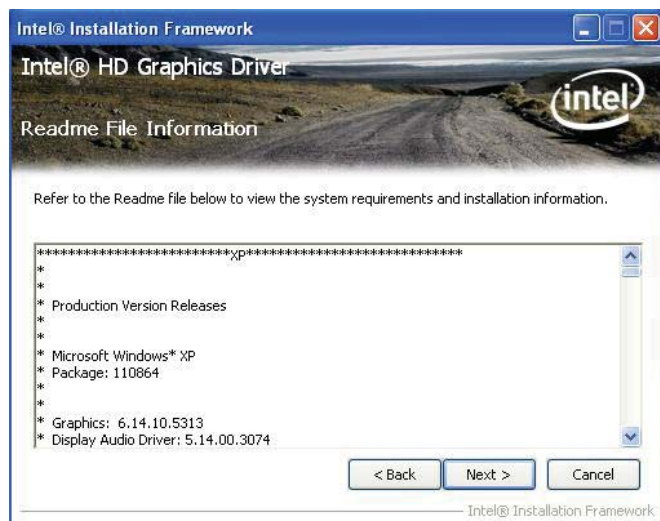 Intel® Installation Framework
Intel® HD Graphics Driver
intel
Readme File Information
Refer to the Readme file below to view the system requirements and installation information.
*************************XP****************************
*
*
* Production Version Releases
*
*
* Microsoft Windows* XP
* Package: 110864
*
*
* Graphics: 6.14.10.5313
* Display Audio Driver: 5.14.00.3074
< Back
Next >
Cancel
Intel® Installation Framework